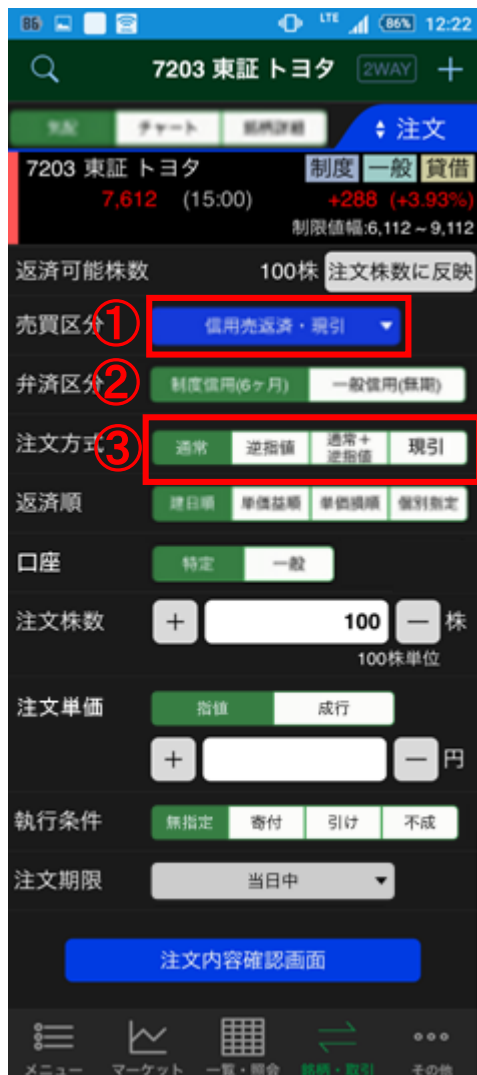 86 LTE 86% 12:22
7203 東証 トヨタ 2WAY +
気配 チャート 銘柄詳細 注文
7203 東証 トヨタ 制度 一般 貸借
7,612 (15:00) +288 (+3.93%)
制限値幅:6,112 ~ 9,112
返済可能株数 100株 注文株数に反映
売買区分 ① 信用売返済・現引
弁済区分 ② 制度信用(6ヶ月) 一般信用(無期)
注文方式 ③ 通常 逆指値 通常+逆指値 現引
返済順 建日順 単価益順 単価損順 個別指定
口座 特定 一般
注文株数 + 100 - 株
100株単位
注文単価 指値 成行
+ - 円
執行条件 無指定 寄付 引け 不成
注文期限 当日中
注文内容確認画面
メニュー マーケット 一覧・照会 銘柄・取引 その他